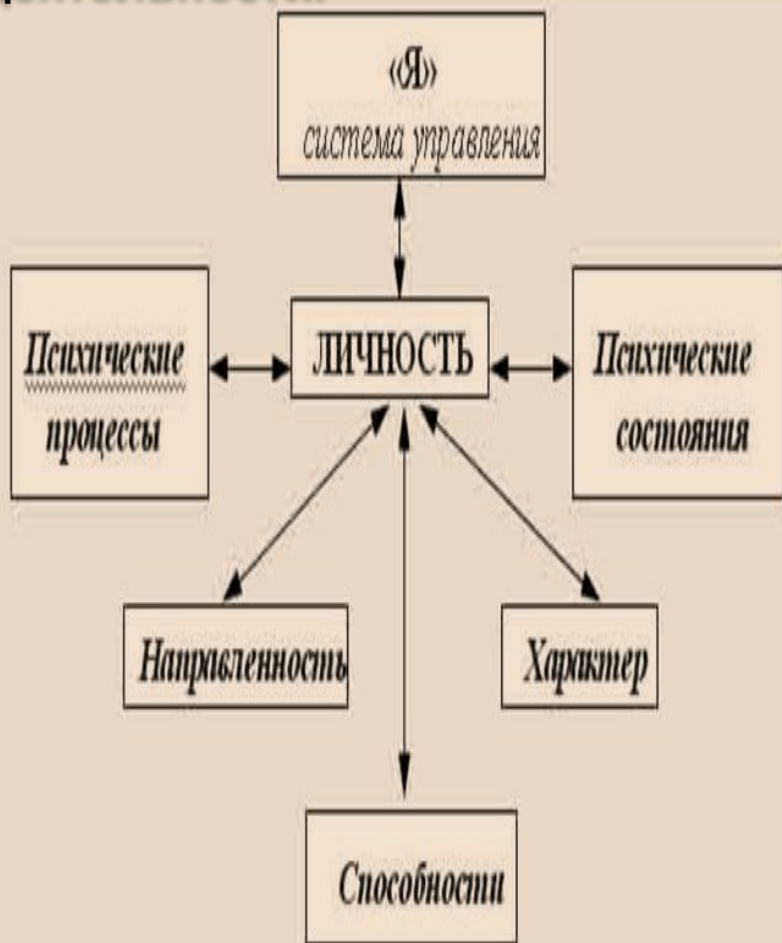 «Я»
система управления
Психические
процессы
ЛИЧНОСТЬ
Психические
состояния
Направленность
Характер
Способности